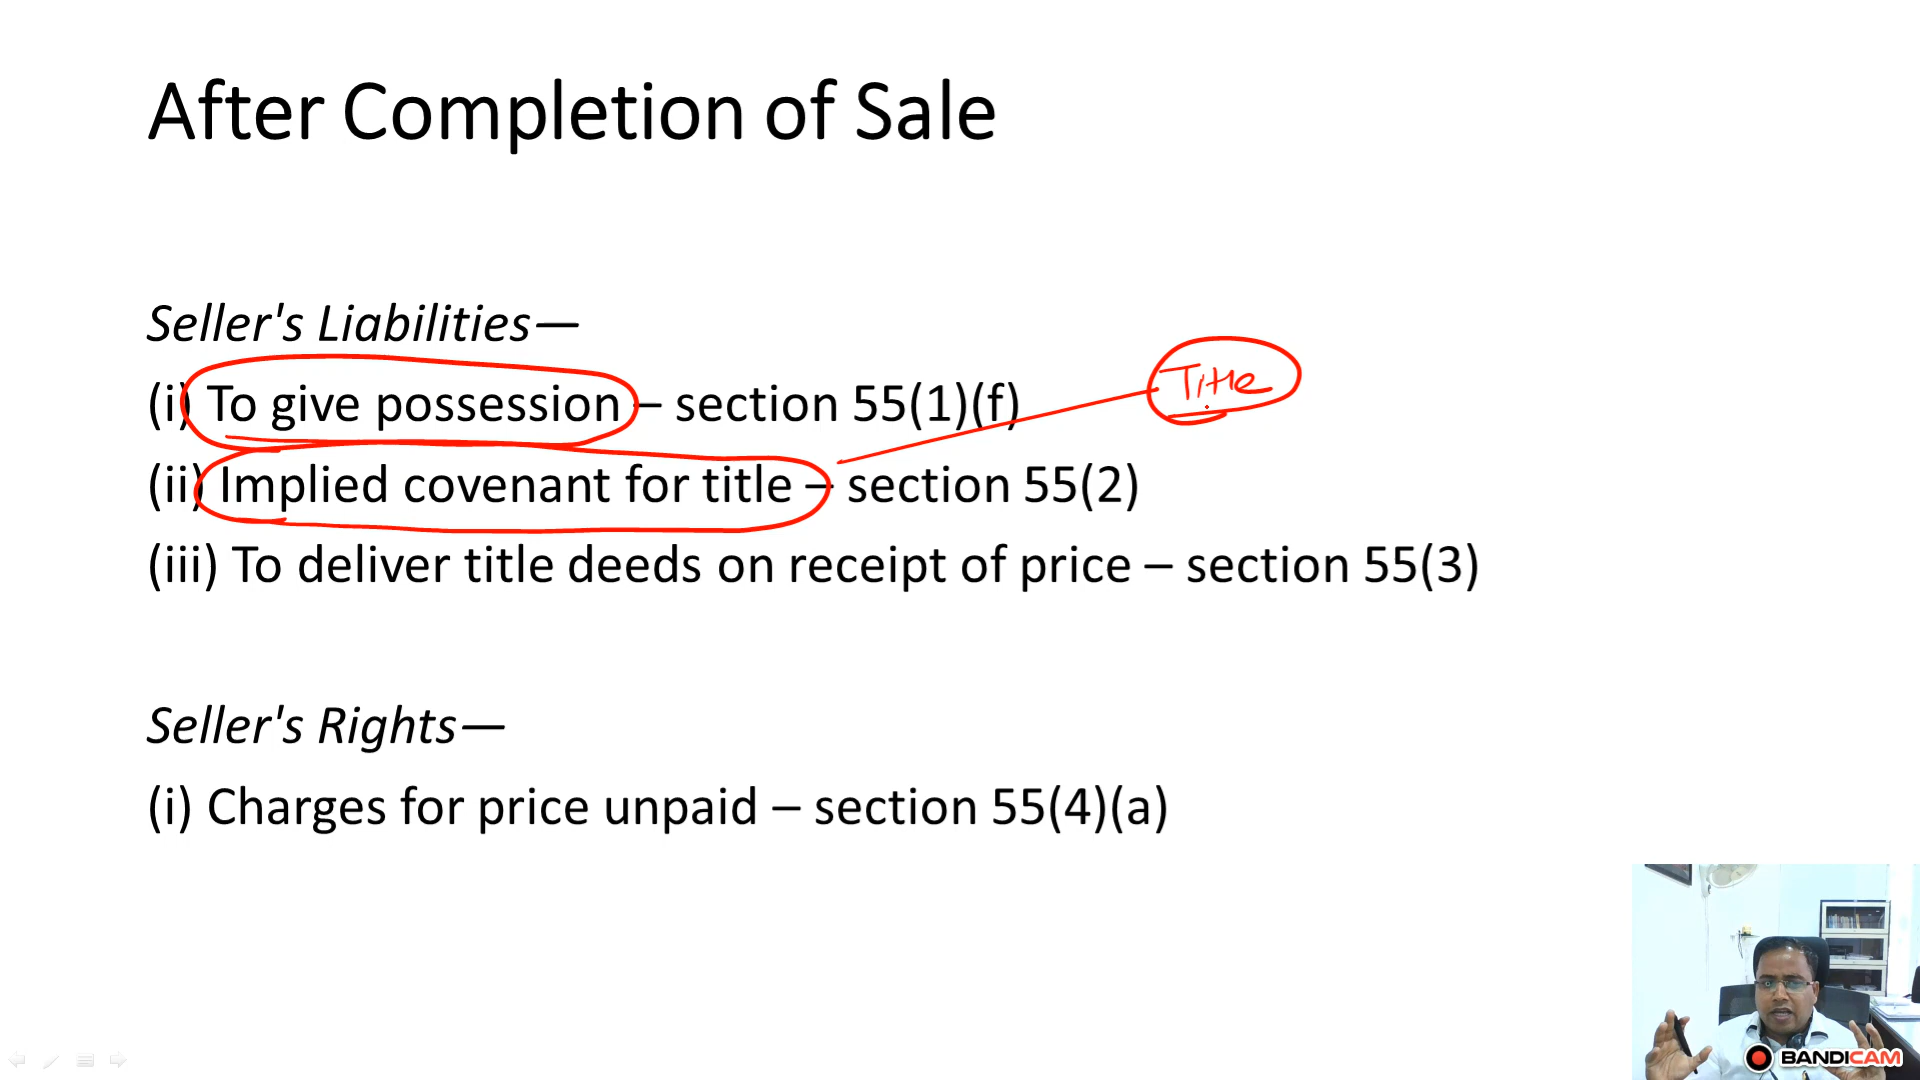 After Completion of Sale
Seller's Liabilities—
(i) To give possession – section 55(1)(f)
Title
(ii) Implied covenant for title – section 55(2)
(iii) To deliver title deeds on receipt of price – section 55(3)
Seller's Rights—
(i) Charges for price unpaid – section 55(4)(a)
BANDICAM